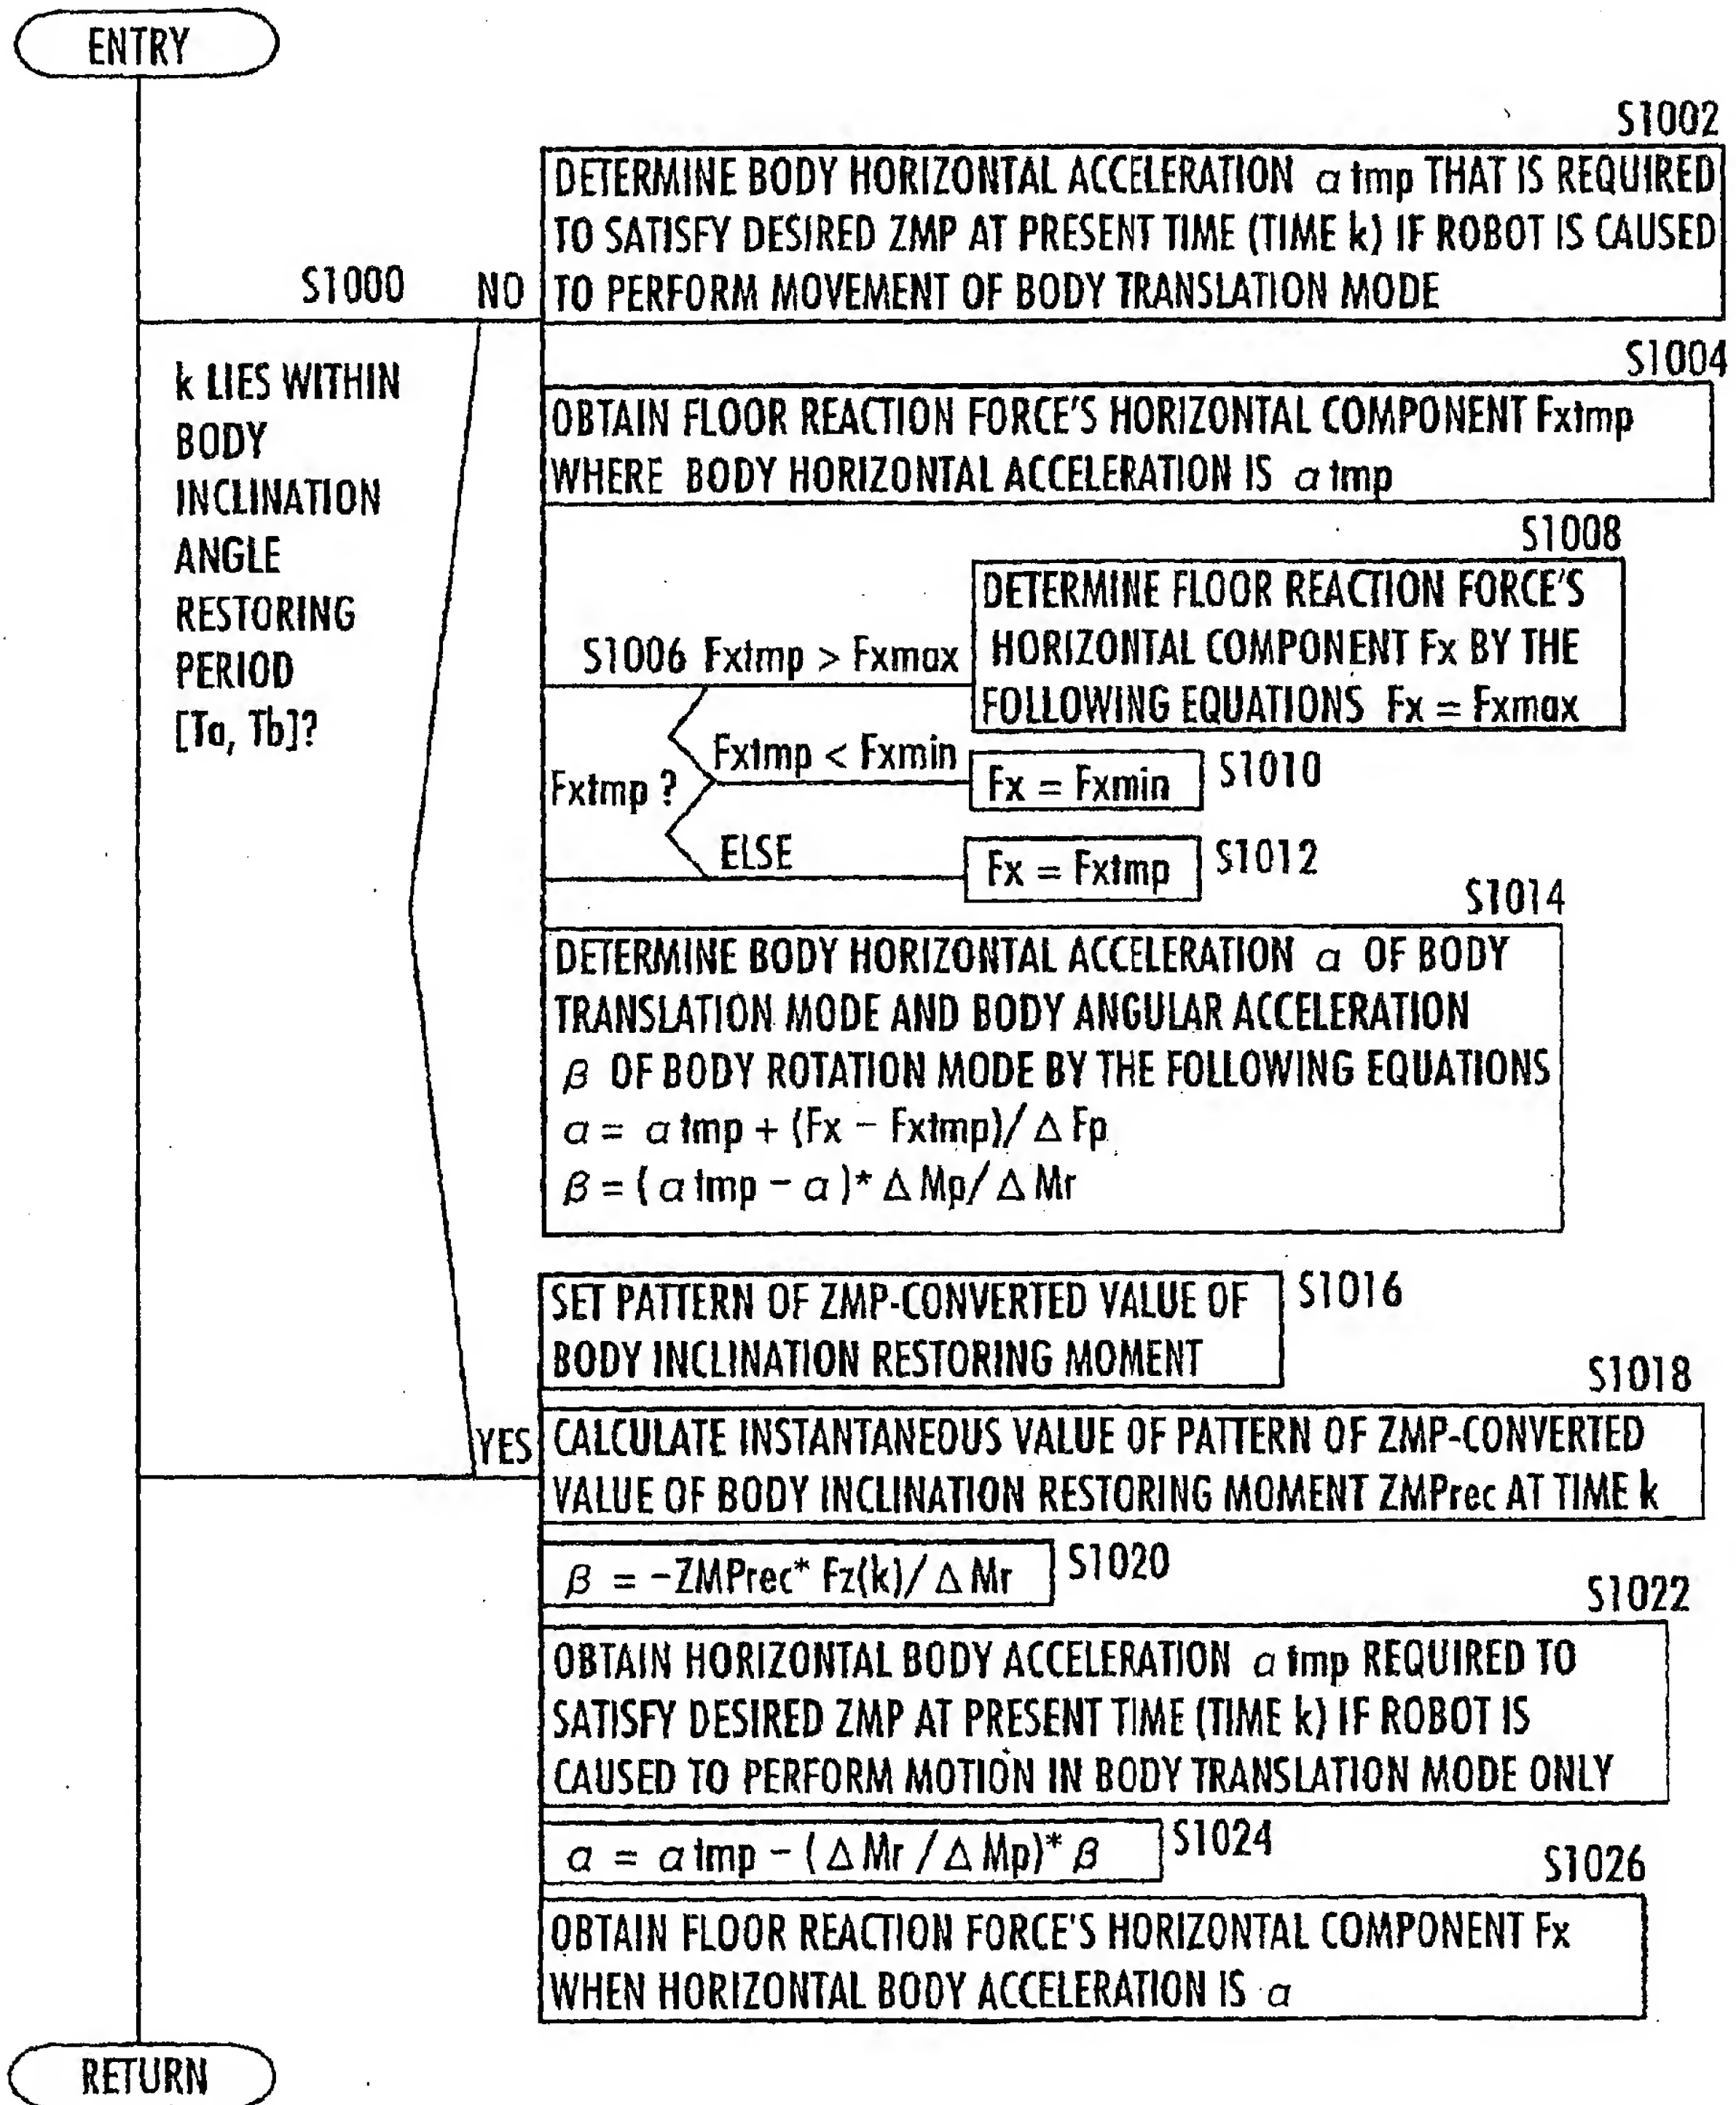 ENTRY
S1002
DETERMINE BODY HORIZONTAL ACCELERATION α tmp THAT IS REQUIRED
TO SATISFY DESIRED ZMP AT PRESENT TIME (TIME k) IF ROBOT IS CAUSED
TO PERFORM MOVEMENT OF BODY TRANSLATION MODE
S1000 NO
k LIES WITHIN
BODY
INCLINATION
ANGLE
RESTORING
PERIOD
[Ta, Tb]?
S1004
OBTAIN FLOOR REACTION FORCE'S HORIZONTAL COMPONENT Fxtmp
WHERE BODY HORIZONTAL ACCELERATION IS α tmp
S1008
DETERMINE FLOOR REACTION FORCE'S
HORIZONTAL COMPONENT Fx BY THE
FOLLOWING EQUATIONS Fx = Fxmax
S1006 Fxtmp > Fxmax
Fxtmp ?
Fxtmp < Fxmin
Fx = Fxmin S1010
ELSE
Fx = Fxtmp S1012
S1014
DETERMINE BODY HORIZONTAL ACCELERATION α OF BODY
TRANSLATION MODE AND BODY ANGULAR ACCELERATION
β OF BODY ROTATION MODE BY THE FOLLOWING EQUATIONS
α = α tmp + (Fx - Fxtmp)/ Δ Fp
β = ( α tmp - α )* Δ Mp/ Δ Mr
SET PATTERN OF ZMP-CONVERTED VALUE OF
BODY INCLINATION RESTORING MOMENT
S1016
S1018
YES
CALCULATE INSTANTANEOUS VALUE OF PATTERN OF ZMP-CONVERTED
VALUE OF BODY INCLINATION RESTORING MOMENT ZMPrec AT TIME k
β = -ZMPrec* Fz(k)/ Δ Mr S1020
S1022
OBTAIN HORIZONTAL BODY ACCELERATION α tmp REQUIRED TO
SATISFY DESIRED ZMP AT PRESENT TIME (TIME k) IF ROBOT IS
CAUSED TO PERFORM MOTION IN BODY TRANSLATION MODE ONLY
α = α tmp - ( Δ Mr / Δ Mp)* β S1024
S1026
OBTAIN FLOOR REACTION FORCE'S HORIZONTAL COMPONENT Fx
WHEN HORIZONTAL BODY ACCELERATION IS α
RETURN